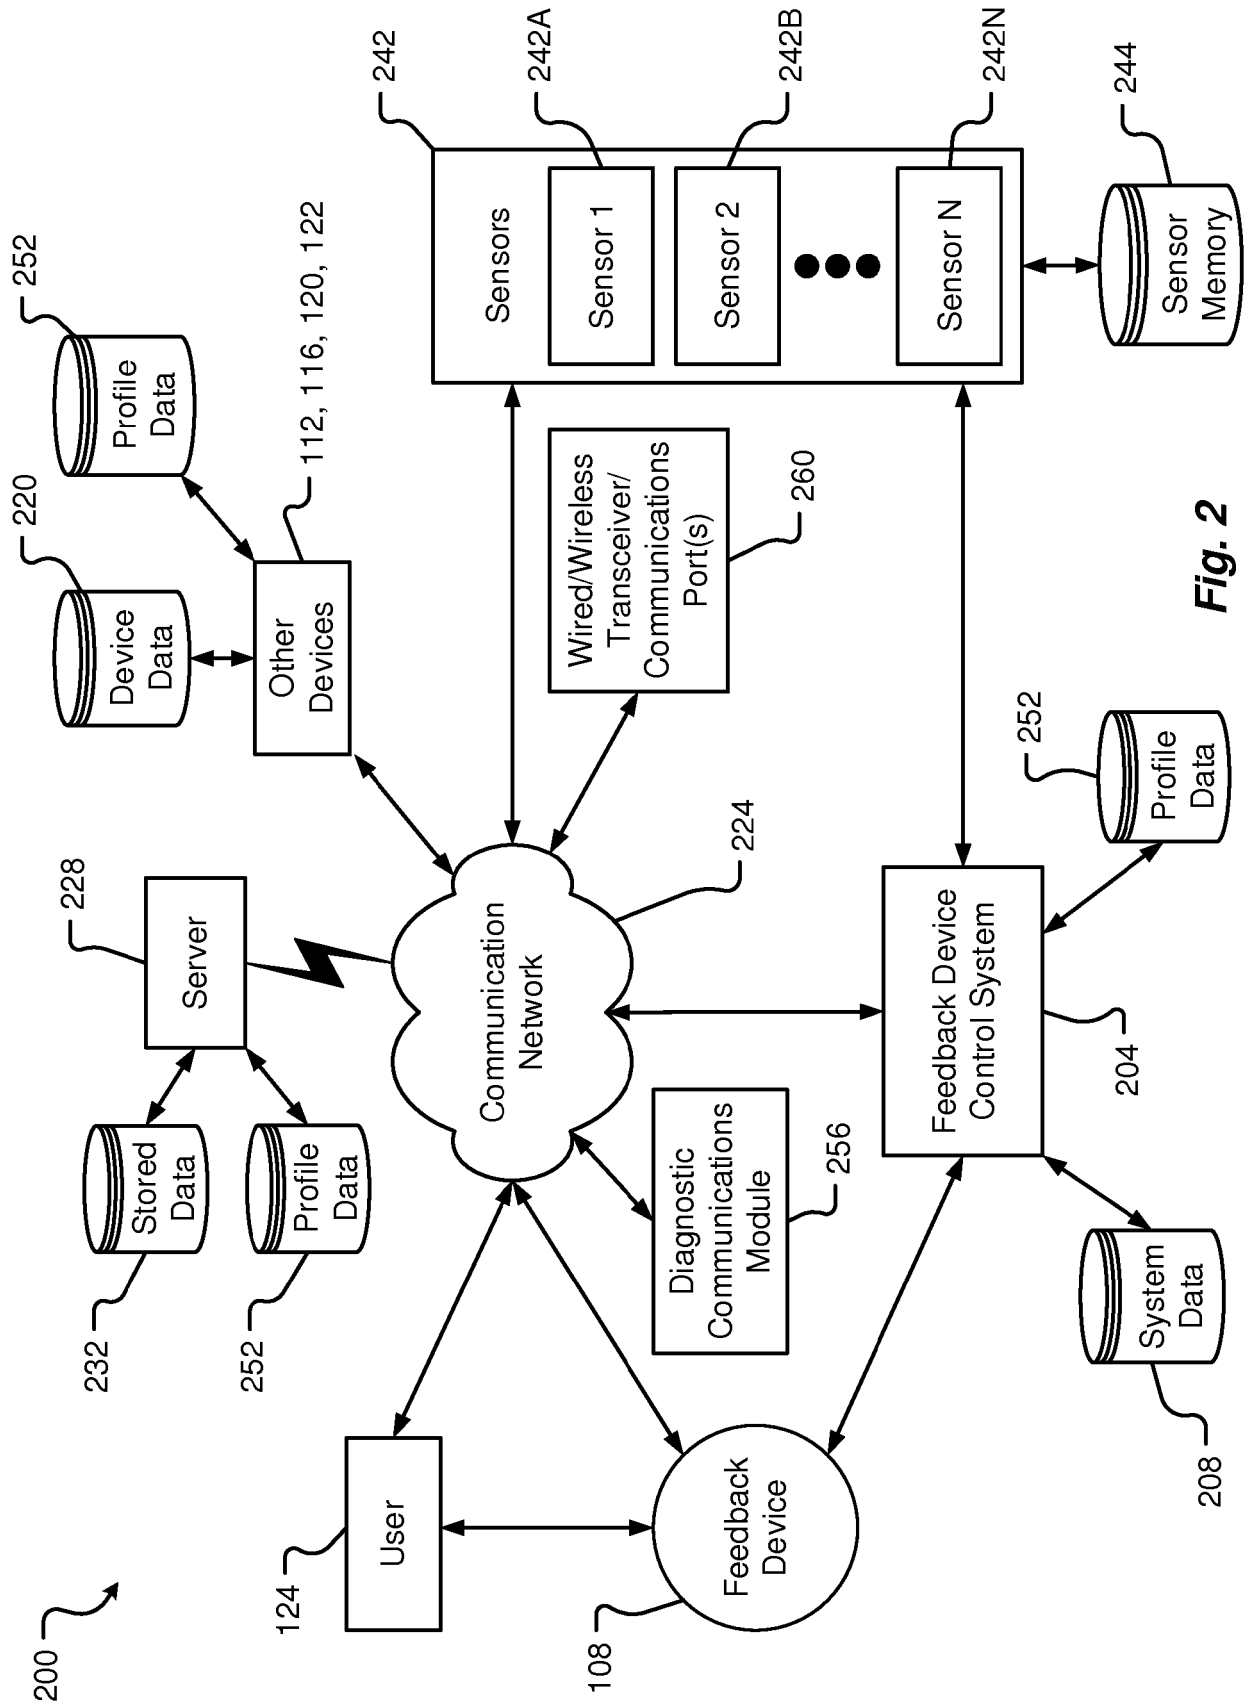 200
124
User
108
Feedback
Device
232
Stored
Data
252
Profile
Data
228
Server
Communication
Network
224
Diagnostic
Communications
Module
256
208
System
Data
204
Feedback Device
Control System
252
Profile
Data
220
Device
Data
252
Profile
Data
Other
Devices
112, 116, 120, 122
Wired/Wireless
Transceiver/
Communications
Port(s)
260
242
Sensors
242A
Sensor 1
242B
Sensor 2
242N
Sensor N
244
Sensor
Memory
Fig. 2